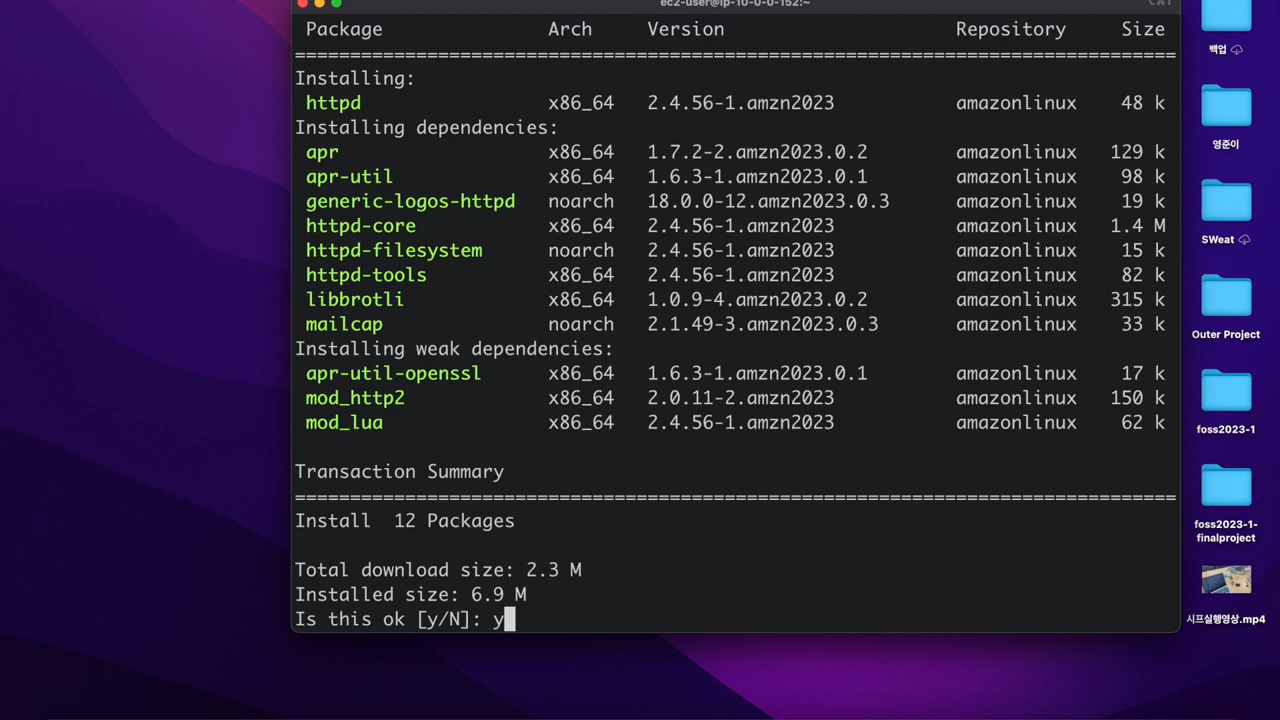 ec2-user@ip-10-0-0-152:~
Package Arch Version Repository Size
================================================================================
Installing:
httpd x86_64 2.4.56-1.amzn2023 amazonlinux 48 k
Installing dependencies:
apr x86_64 1.7.2-2.amzn2023.0.2 amazonlinux 129 k
apr-util x86_64 1.6.3-1.amzn2023.0.1 amazonlinux 98 k
generic-logos-httpd noarch 18.0.0-12.amzn2023.0.3 amazonlinux 19 k
httpd-core x86_64 2.4.56-1.amzn2023 amazonlinux 1.4 M
httpd-filesystem noarch 2.4.56-1.amzn2023 amazonlinux 15 k
httpd-tools x86_64 2.4.56-1.amzn2023 amazonlinux 82 k
libbrotli x86_64 1.0.9-4.amzn2023.0.2 amazonlinux 315 k
mailcap noarch 2.1.49-3.amzn2023.0.3 amazonlinux 33 k
Installing weak dependencies:
apr-util-openssl x86_64 1.6.3-1.amzn2023.0.1 amazonlinux 17 k
mod_http2 x86_64 2.0.11-2.amzn2023 amazonlinux 150 k
mod_lua x86_64 2.4.56-1.amzn2023 amazonlinux 62 k
Transaction Summary
================================================================================
Install 12 Packages
Total download size: 2.3 M
Installed size: 6.9 M
Is this ok [y/N]: y
백업
영준이
SWeat
Outer Project
foss2023-1
foss2023-1-
finalproject
시프실행영상.mp4